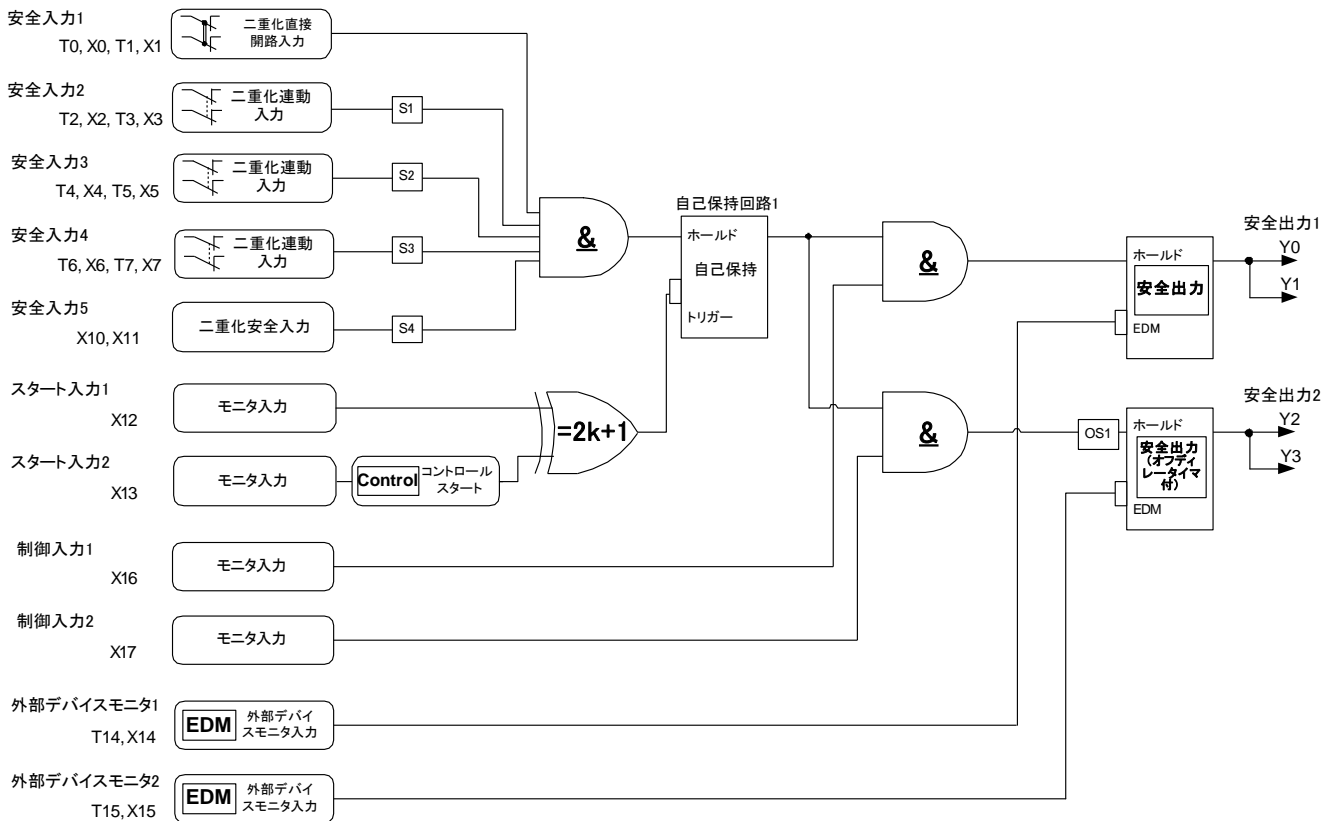 安全入力1
T0, X0, T1, X1
二重化直接
開路入力
安全入力2
T2, X2, T3, X3
二重化連動
入力
S1
安全入力3
T4, X4, T5, X5
二重化連動
入力
S2
安全入力4
T6, X6, T7, X7
二重化連動
入力
S3
安全入力5
X10, X11
二重化安全入力
S4
&
自己保持回路1
ホールド
自己保持
トリガー
スタート入力1
X12
モニタ入力
スタート入力2
X13
モニタ入力
Control
コントロール
スタート
=2k+1
制御入力1
X16
モニタ入力
制御入力2
X17
モニタ入力
外部デバイスモニタ1
T14, X14
EDM
外部デバイ
スモニタ入力
外部デバイスモニタ2
T15, X15
EDM
外部デバイ
スモニタ入力
&
&
OS1
ホールド
安全出力
EDM
安全出力1
Y0
Y1
ホールド
安全出力
(オフディ
レータイマ
付)
EDM
安全出力2
Y2
Y3